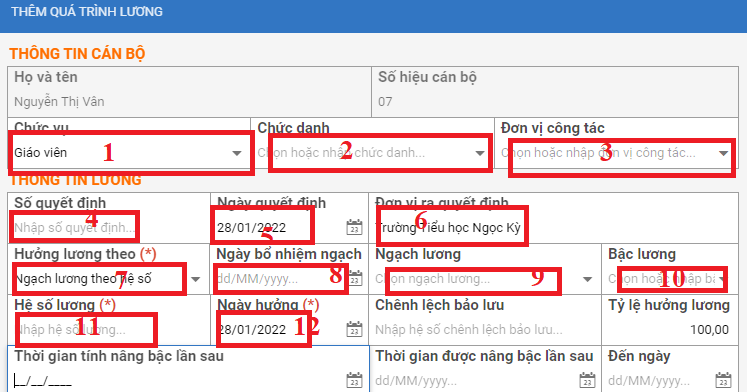 THÊM QUÁ TRÌNH LƯƠNG
THÔNG TIN CÁN BỘ
Họ và tên
Số hiệu cán bộ
Nguyễn Thị Vân
07
Chức vụ
Chức danh
Đơn vị công tác
Giáo viên
1
Chọn hoặc nhập chức danh...
2
Chọn hoặc nhập đơn vị công tác...
3
THÔNG TIN LƯƠNG
Số quyết định
Ngày quyết định
Đơn vị ra quyết định
Nhập số quyết định...
4
28/01/2022
5
Trường Tiểu học Ngọc Kỳ
6
Hưởng lương theo (*)
Ngày bổ nhiệm ngạch
Ngạch lương
Bậc lương
Ngạch lương theo hệ số
7
dd/MM/yyyy...
8
Chọn ngạch lương...
9
Chọn hoặc nhập bậ
10
Hệ số lương (*)
Ngày hưởng (*)
Chênh lệch bảo lưu
Tỷ lệ hưởng lương
Nhập hệ số lương...
11
28/01/2022
12
Nhập hệ số chênh lệch bảo lưu...
100,00
Thời gian tính nâng bậc lần sau
Thời gian được nâng bậc lần sau
Đến ngày
__/__/____
dd/MM/yyyy...
dd/MM/yyyy...